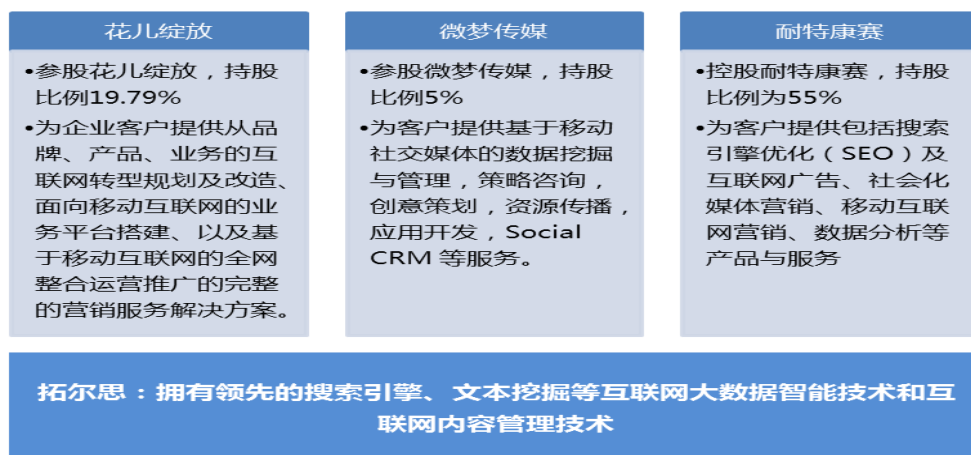 花儿绽放
•参股花儿绽放，持股
比例19.79%
•为企业客户提供从品
牌、产品、业务的互
联网转型规划及改造、
面向移动互联网的业
务平台搭建、以及基
于移动互联网的全网
整合运营推广的完整
的营销服务解决方案。
微梦传媒
•参股微梦传媒，持股
比例5%
•为客户提供基于移动
社交媒体的数据挖掘
与管理，策略咨询，
创意策划，资源传播，
应用开发，Social
CRM 等服务。
耐特康赛
•控股耐特康赛，持股
比例为55%
•为客户提供包括搜索
引擎优化（SEO）及
互联网广告、社会化
媒体营销、移动互联
网营销、数据分析等
产品与服务
拓尔思：拥有领先的搜索引擎、文本挖掘等互联网大数据智能技术和互
联网内容管理技术